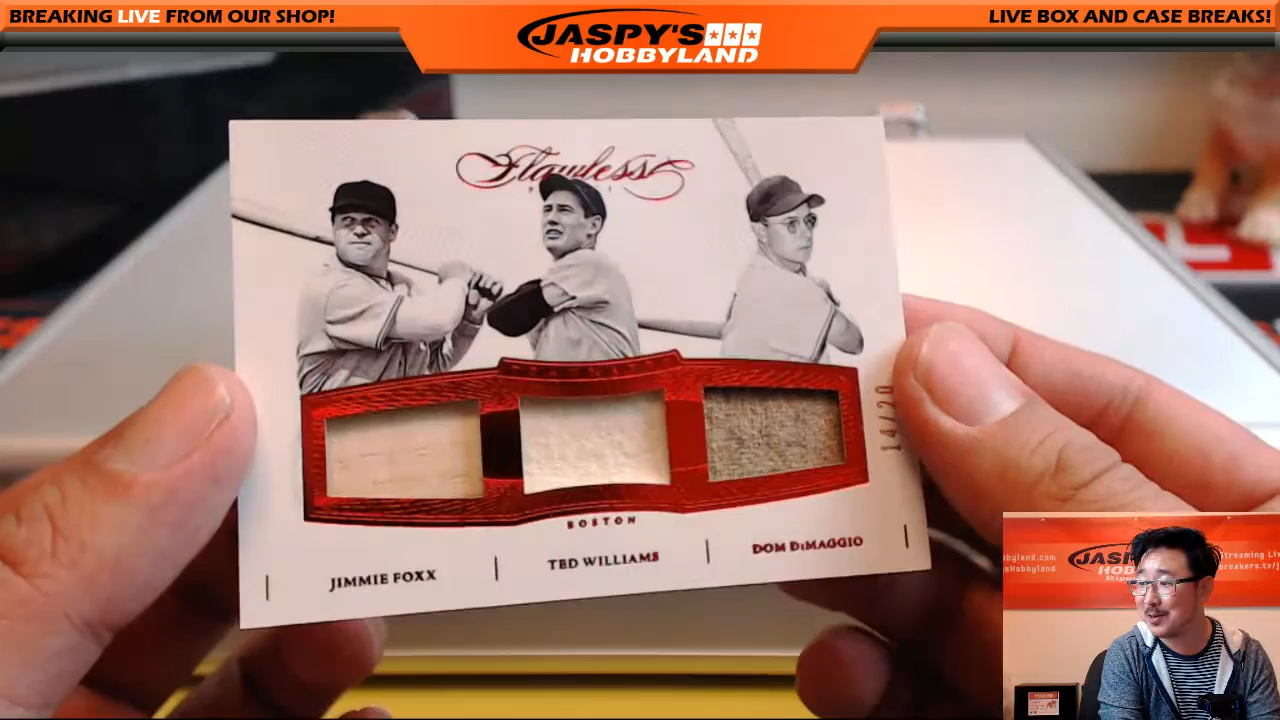 BREAKING LIVE FROM OUR SHOP!
JASPY'S
HOBBYLAND
LIVE BOX AND CASE BREAKS!
Flawless
14/20
BOSTON
JIMMIE FOXX
TED WILLIAMS
DOM DiMAGGIO